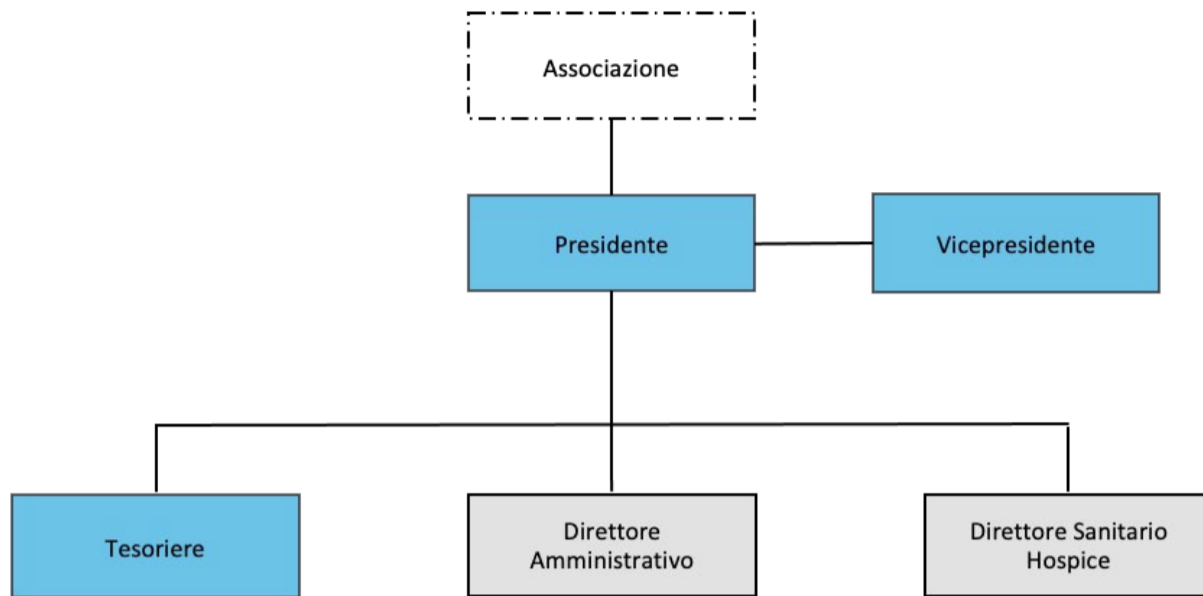 Associazione
Presidente
Vicepresidente
Tesoriere
Direttore
Amministrativo
Direttore Sanitario
Hospice